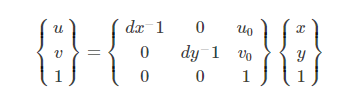 { u v 1 } = { dx⁻1 0 u₀ 0 dy⁻1 v₀ 0 0 1 } { x y 1 }